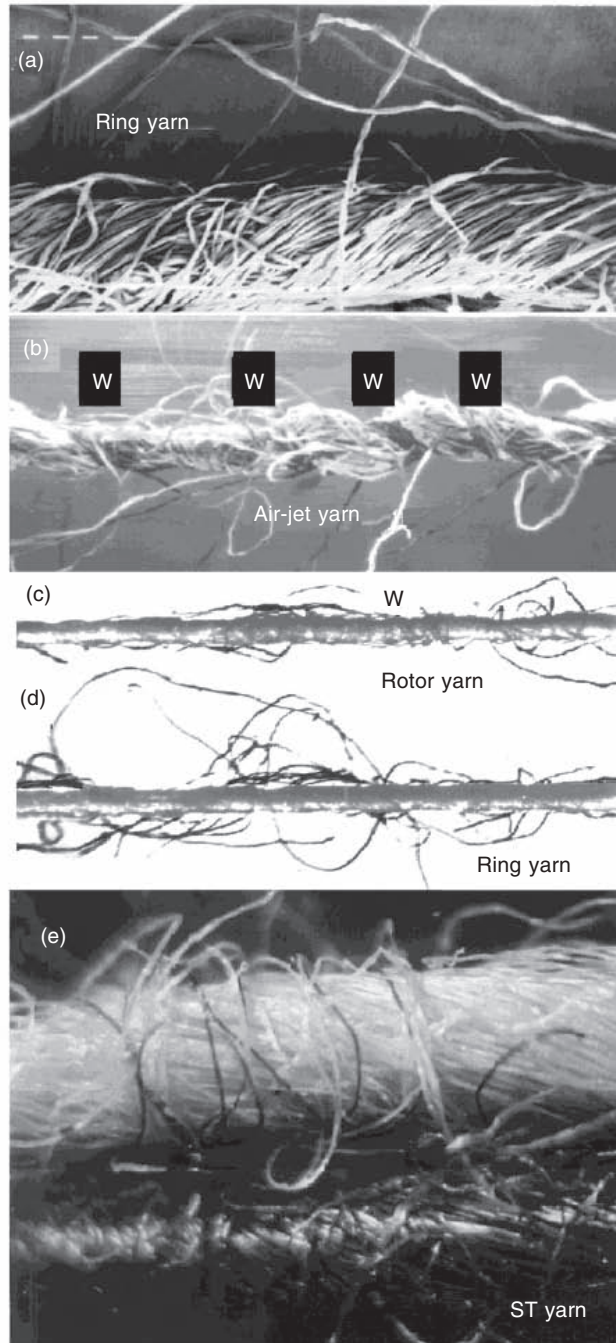 (a)
Ring yarn
(b)
W W W W
Air-jet yarn
(c)
W
Rotor yarn
(d)
Ring yarn
(e)
ST yarn